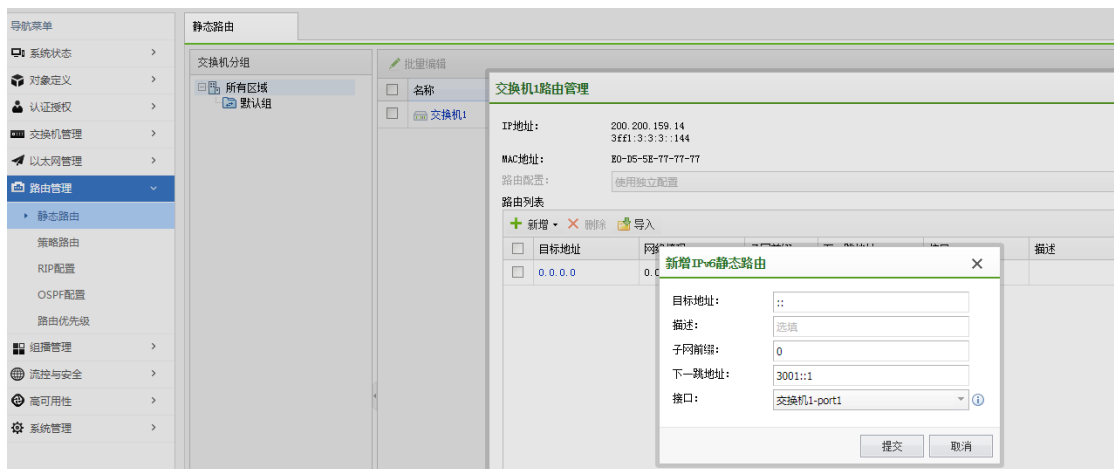 导航菜单
系统状态
对象定义
认证授权
交换机管理
以太网管理
路由管理
静态路由
策略路由
RIP配置
OSPF配置
路由优先级
组播管理
流控与安全
高可用性
系统管理
静态路由
交换机分组
所有区域
默认组
批量编辑
名称
交换机1
交换机1路由管理
IP地址: 200.200.159.14
3ff1:3:3:3::144
MAC地址: E0-D5-5E-77-77-77
路由配置: 使用独立配置
路由列表
新增 删除 导入
目标地址 描述
0.0.0.0
新增IPv6静态路由
目标地址: ::
描述: 选填
子网前缀: 0
下一跳地址: 3001::1
接口: 交换机1-port1
提交 取消